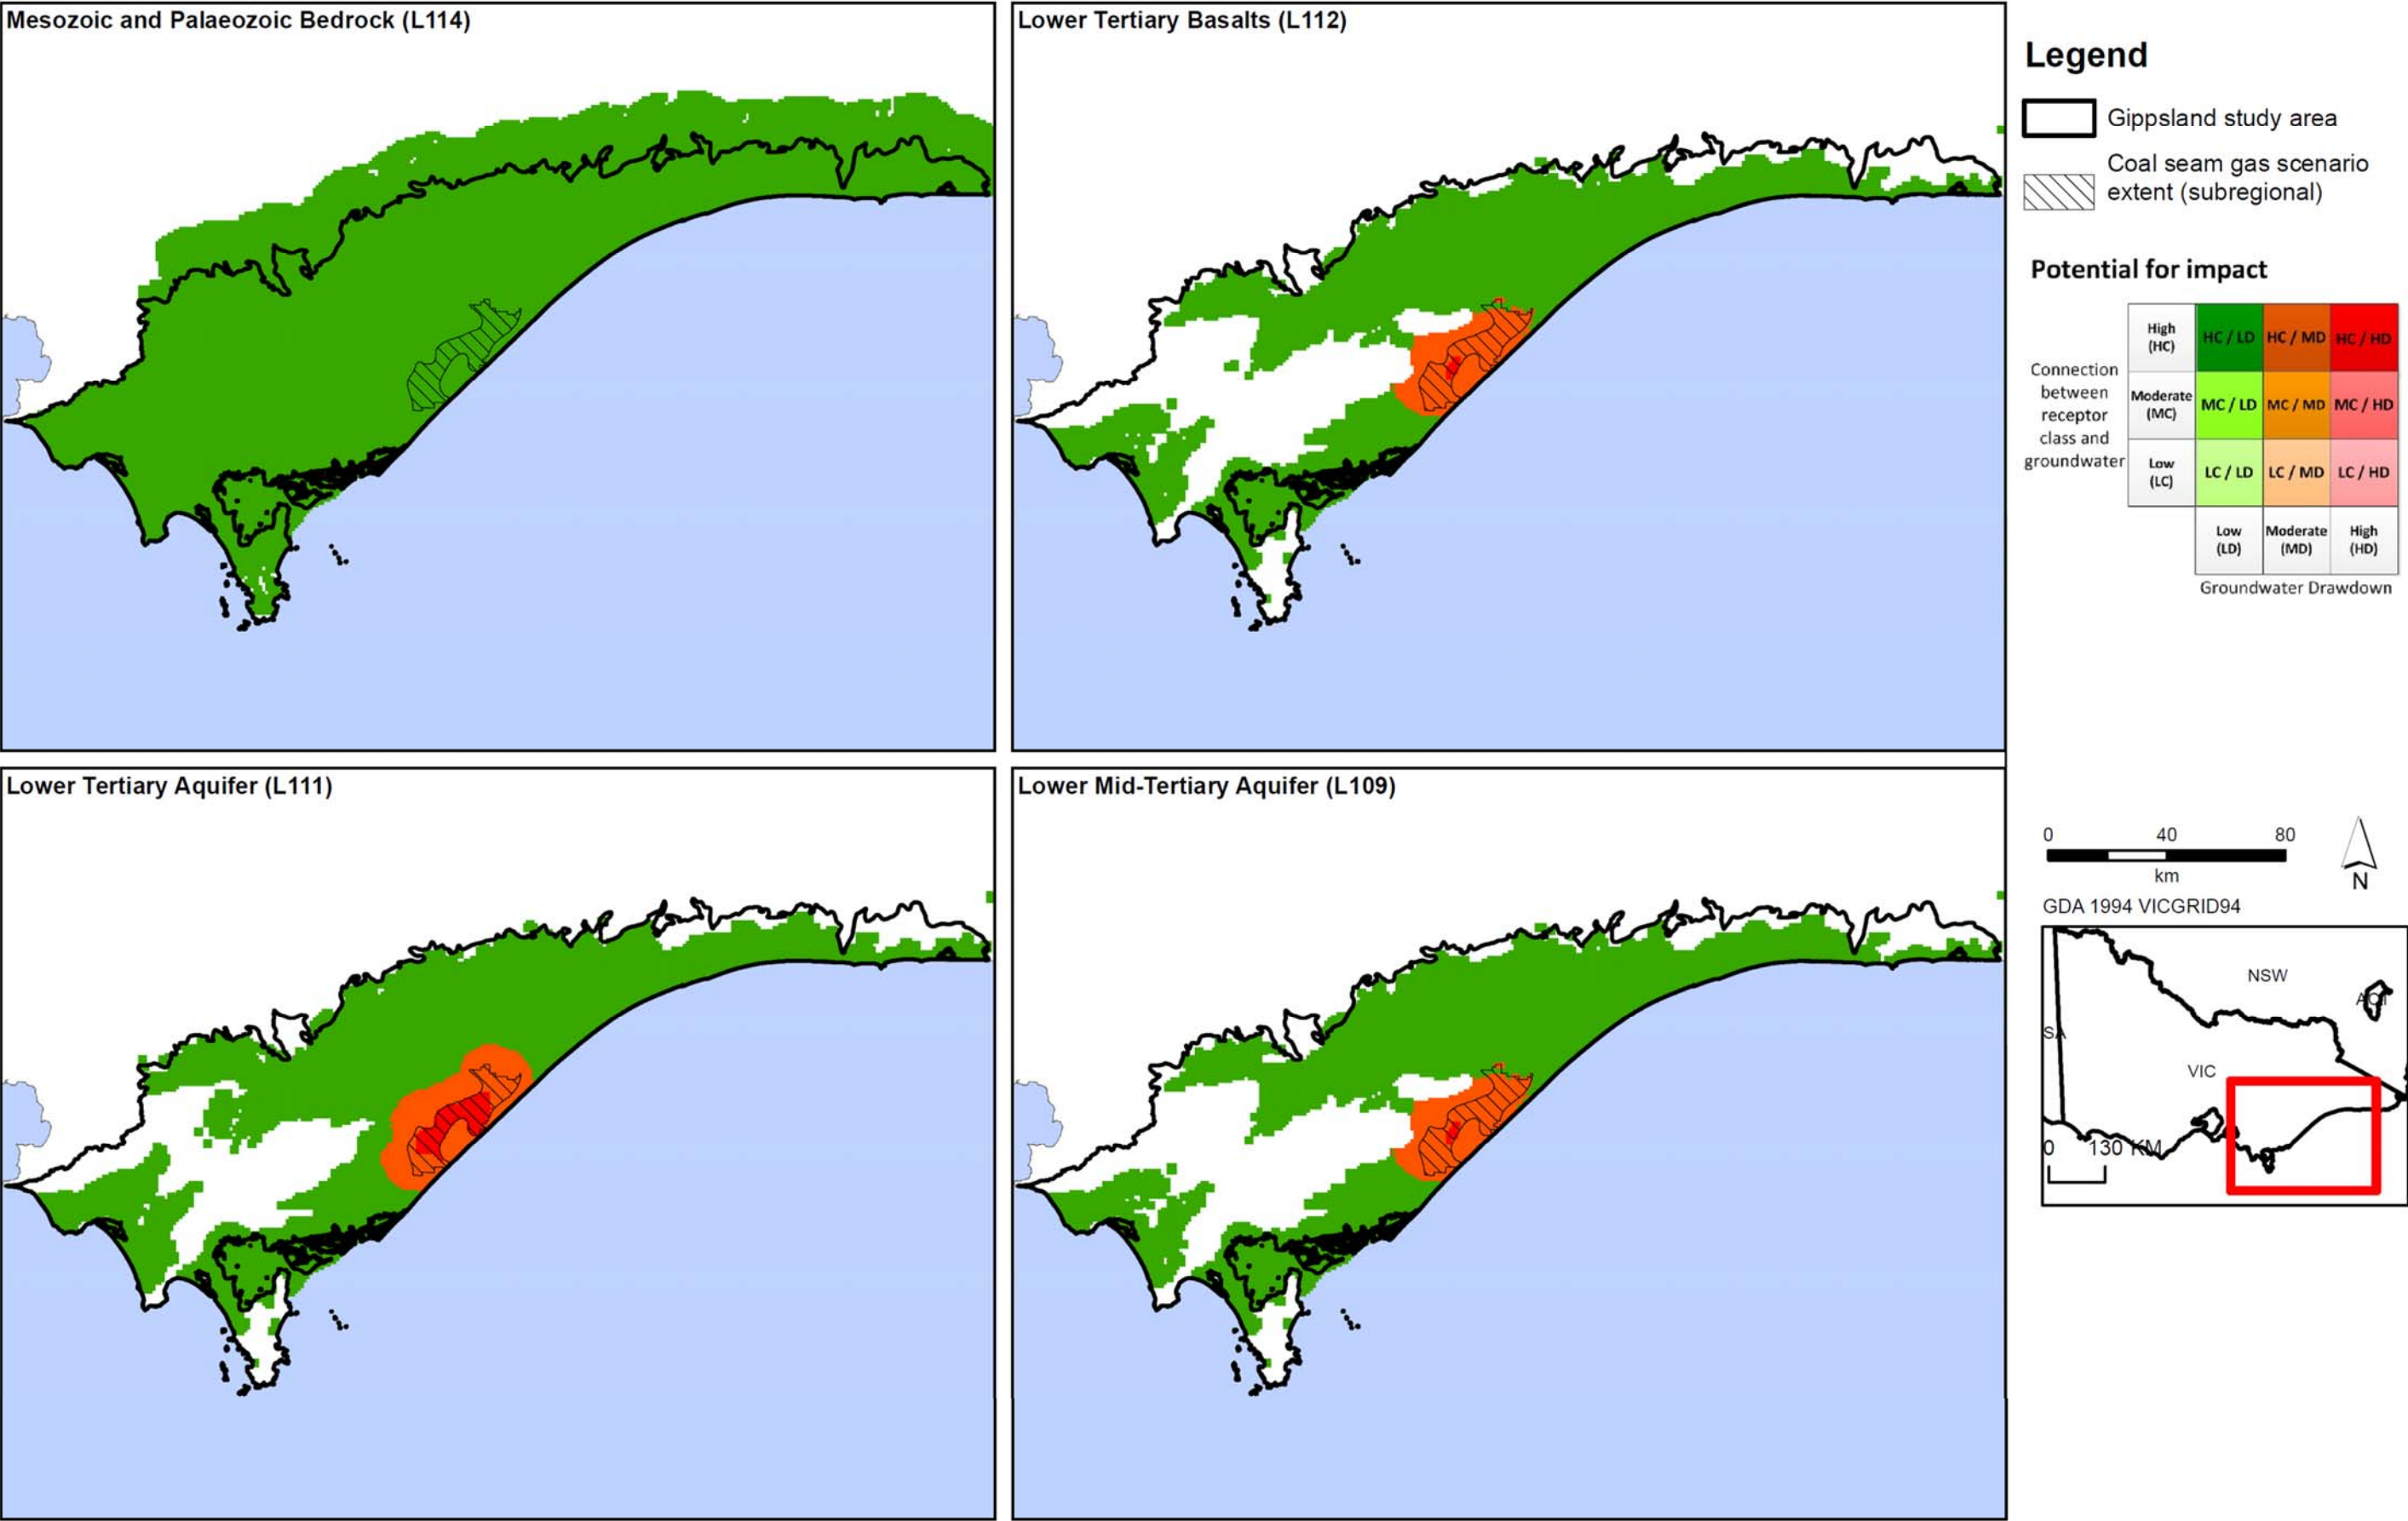 Mesozoic and Palaeozoic Bedrock (L114)
Lower Tertiary Basalts (L112)
Lower Tertiary Aquifer (L111)
Lower Mid-Tertiary Aquifer (L109)
Legend
Gippsland study area
Coal seam gas scenario
extent (subregional)
Potential for impact
Connection
between
receptor
class and
groundwater
High
(HC)
HC / LD
HC / MD
HC / HD
Moderate
(MC)
MC / LD
MC / MD
MC / HD
Low
(LC)
LC / LD
LC / MD
LC / HD
Low
(LD)
Moderate
(MD)
High
(HD)
Groundwater Drawdown
0 40 80
km
N
GDA 1994 VICGRID94
NSW
ACT
SA
VIC
0 130 KM